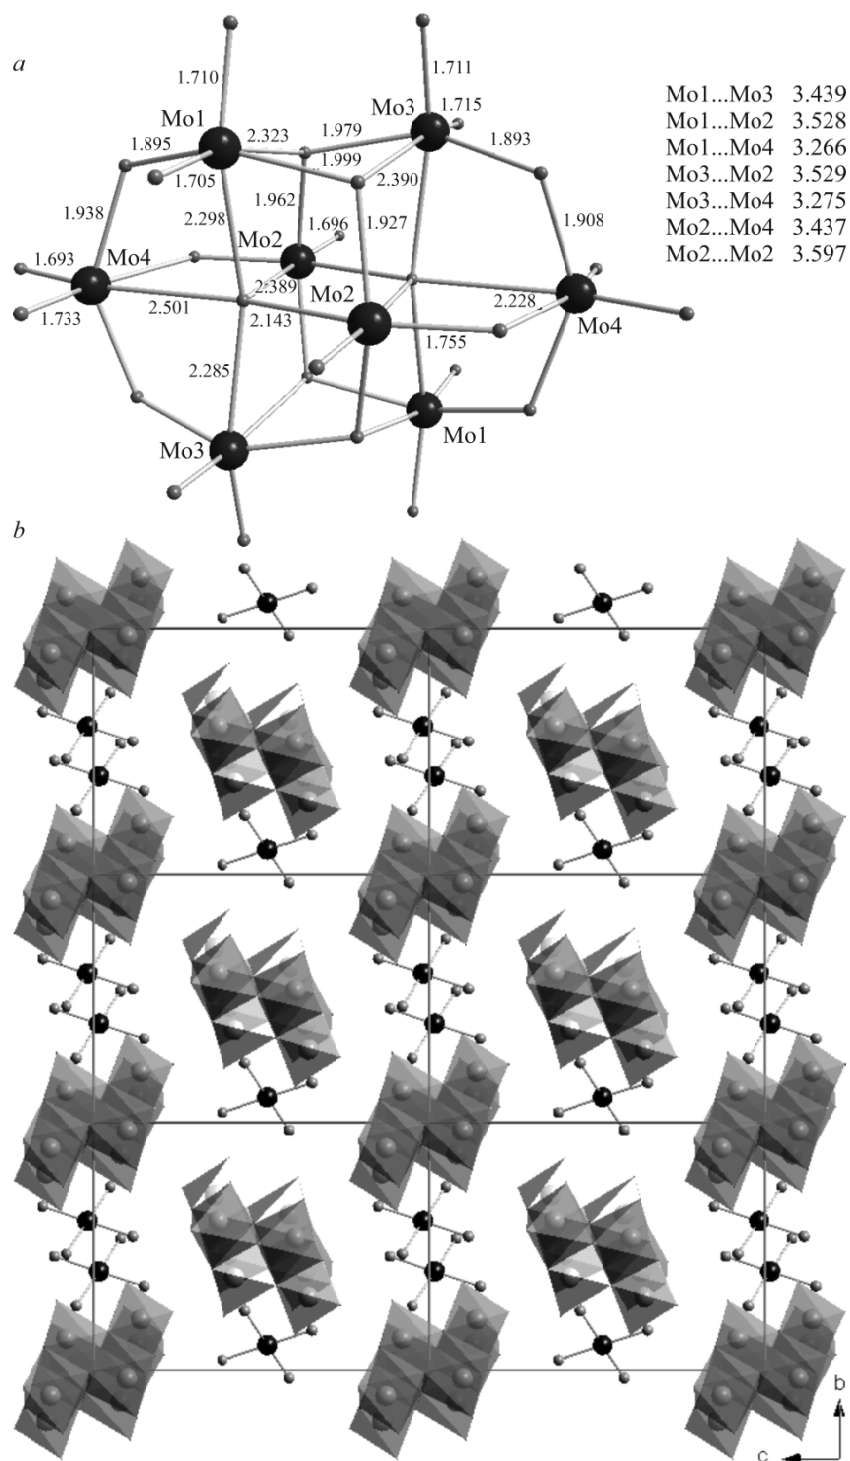 a
1.710
1.711
Mo1
Mo3
1.715
1.895
2.323
1.979
1.893
1.999
1.705
2.390
1.938
1.962
1.927
1.908
2.298
Mo2
1.696
Mo4
1.693
2.389
Mo2
2.228
1.733
2.501
2.143
1.755
Mo4
2.285
Mo3
Mo1
Mo1...Mo3 3.439
Mo1...Mo2 3.528
Mo1...Mo4 3.266
Mo3...Mo2 3.529
Mo3...Mo4 3.275
Mo2...Mo4 3.437
Mo2...Mo2 3.597
b
b
c